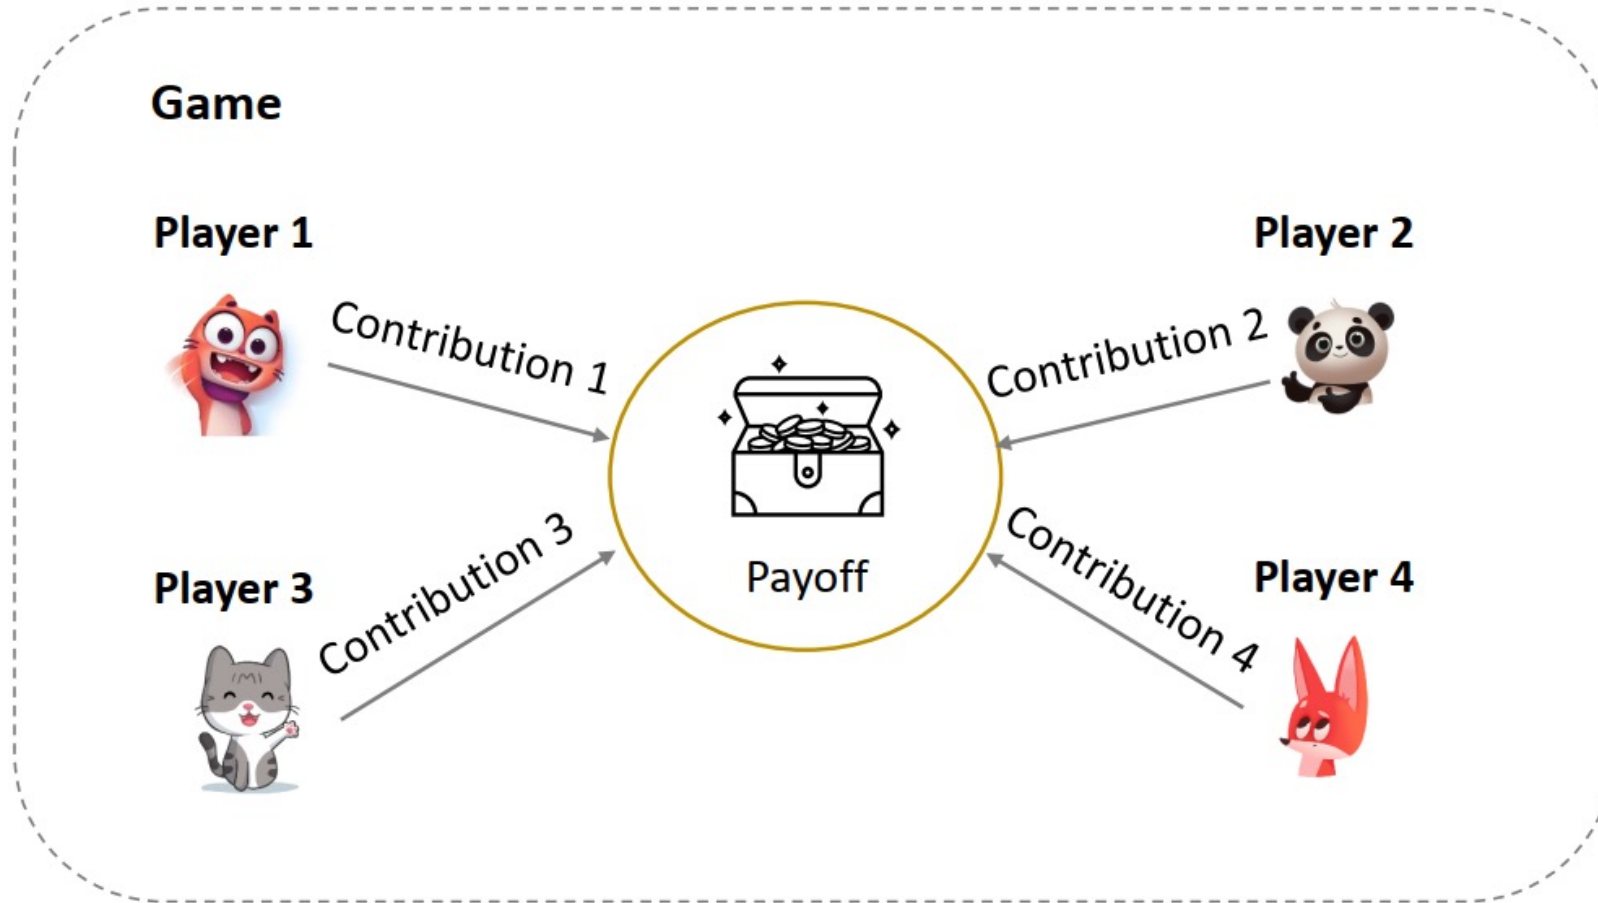 Game
Player 1
Player 2
Contribution 1
Contribution 2
Payoff
Player 3
Contribution 3
Player 4
Contribution 4